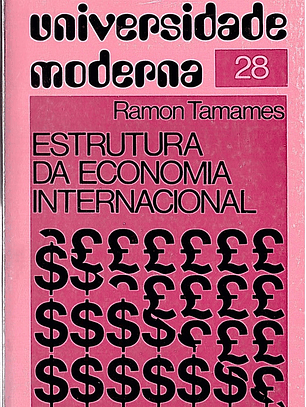 universidade
moderna 28
Ramon Tamames
ESTRUTURA
DA ECONOMIA
INTERNACIONAL